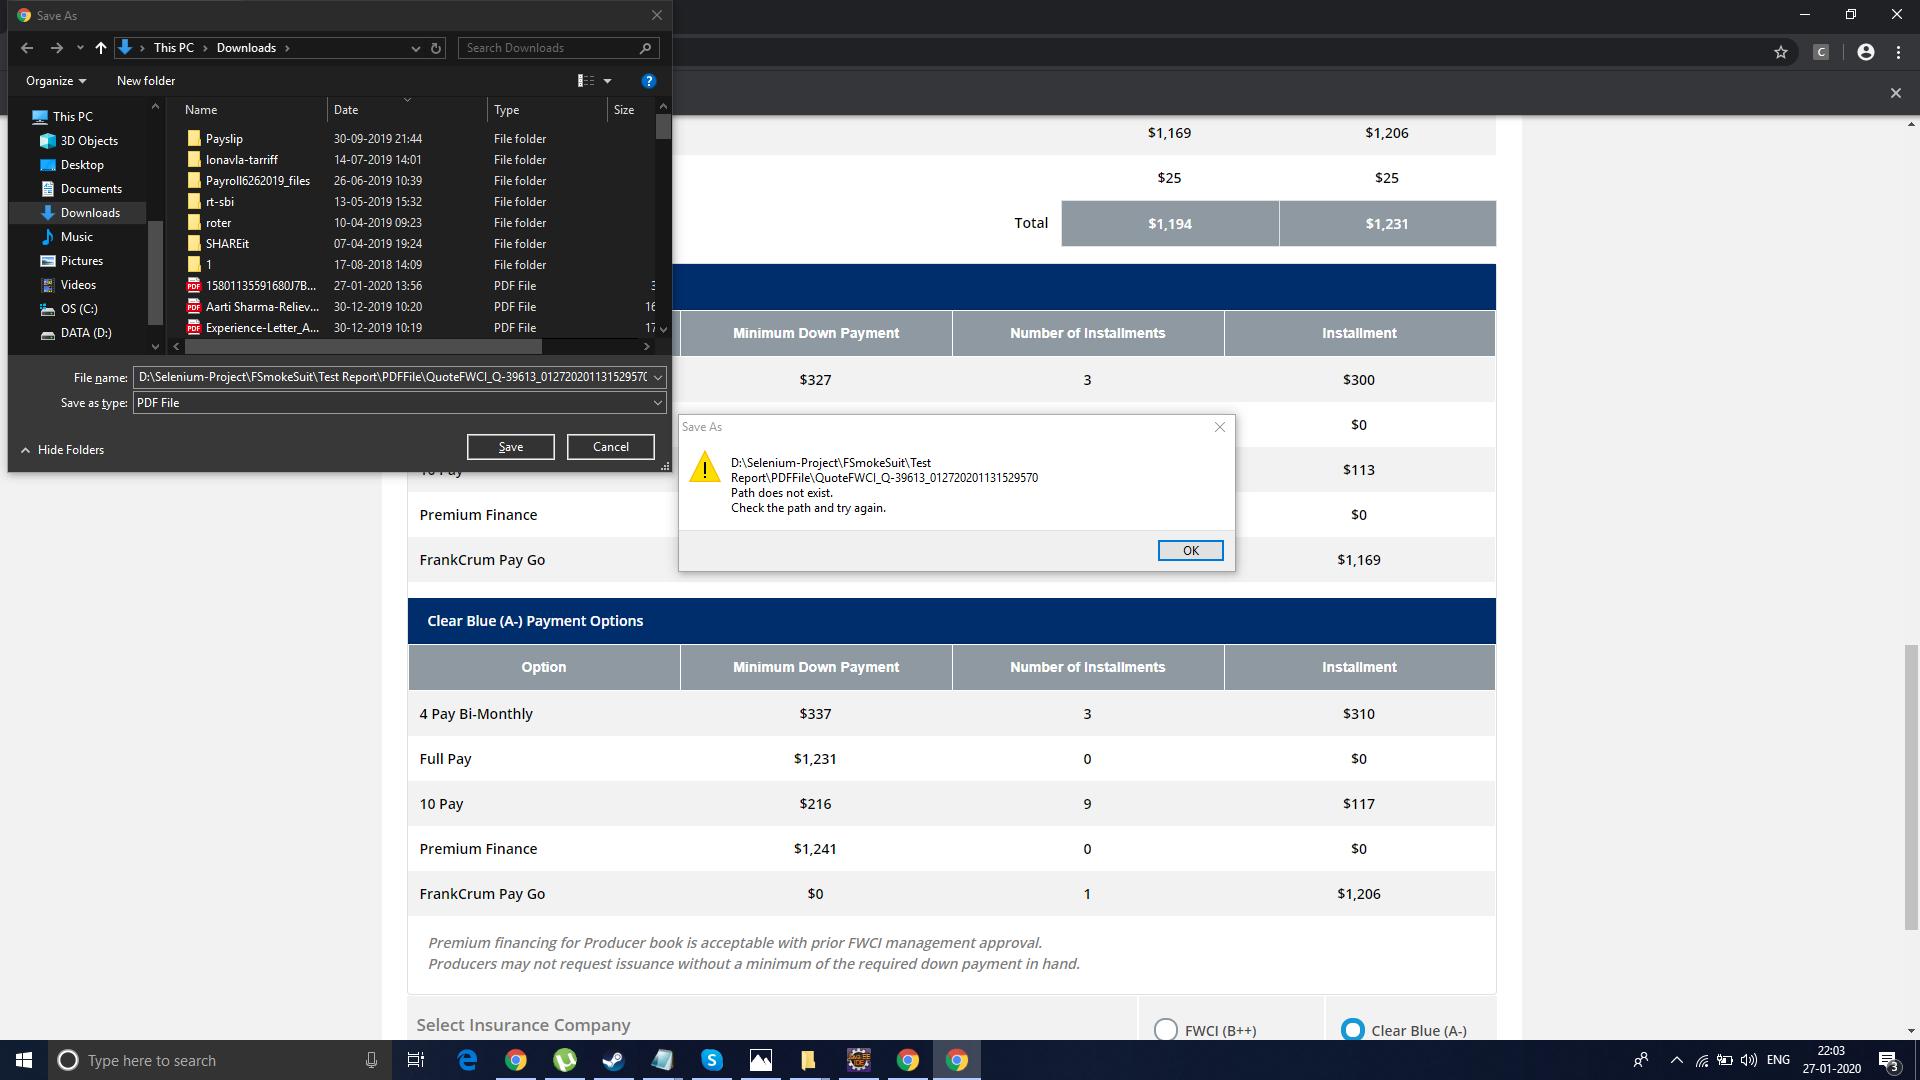 Save As
This PC
Downloads
Search Downloads
Organize
New folder
Name
Date
Type
Size
This PC
3D Objects
Desktop
Documents
Downloads
Music
Pictures
Videos
OS (C:)
DATA (D:)
Payslip 30-09-2019 21:44 File folder
lonavla-tarriff 14-07-2019 14:01 File folder
Payroll6262019_files 26-06-2019 10:39 File folder
rt-sbi 13-05-2019 15:32 File folder
roter 10-04-2019 09:23 File folder
SHAREit 07-04-2019 19:24 File folder
1 17-08-2018 14:09 File folder
15801135591680J7B... 27-01-2020 13:56 PDF File
Aarti Sharma-Reliev... 30-12-2019 10:20 PDF File 16
Experience-Letter_A... 30-12-2019 10:19 PDF File 17
File name: D:\Selenium-Project\FSmokeSuit\Test Report\PDFFile\QuoteFWCI_Q-39613_012720201131529570
Save as type: PDF File
Hide Folders
Save
Cancel
$1,169 $1,206
$25 $25
Total $1,194 $1,231
Minimum Down Payment Number of Installments Installment
$327 3 $300
$0
$113
Premium Finance $0
FrankCrum Pay Go $1,169
Save As
D:\Selenium-Project\FSmokeSuit\Test
Report\PDFFile\QuoteFWCI_Q-39613_012720201131529570
Path does not exist.
Check the path and try again.
OK
Clear Blue (A-) Payment Options
Option Minimum Down Payment Number of Installments Installment
4 Pay Bi-Monthly $337 3 $310
Full Pay $1,231 0 $0
10 Pay $216 9 $117
Premium Finance $1,241 0 $0
FrankCrum Pay Go $0 1 $1,206
Premium financing for Producer book is acceptable with prior FWCI management approval.
Producers may not request issuance without a minimum of the required down payment in hand.
Select Insurance Company
FWCI (B++)
Clear Blue (A-)
Type here to search
ENG
22:03
27-01-2020
3